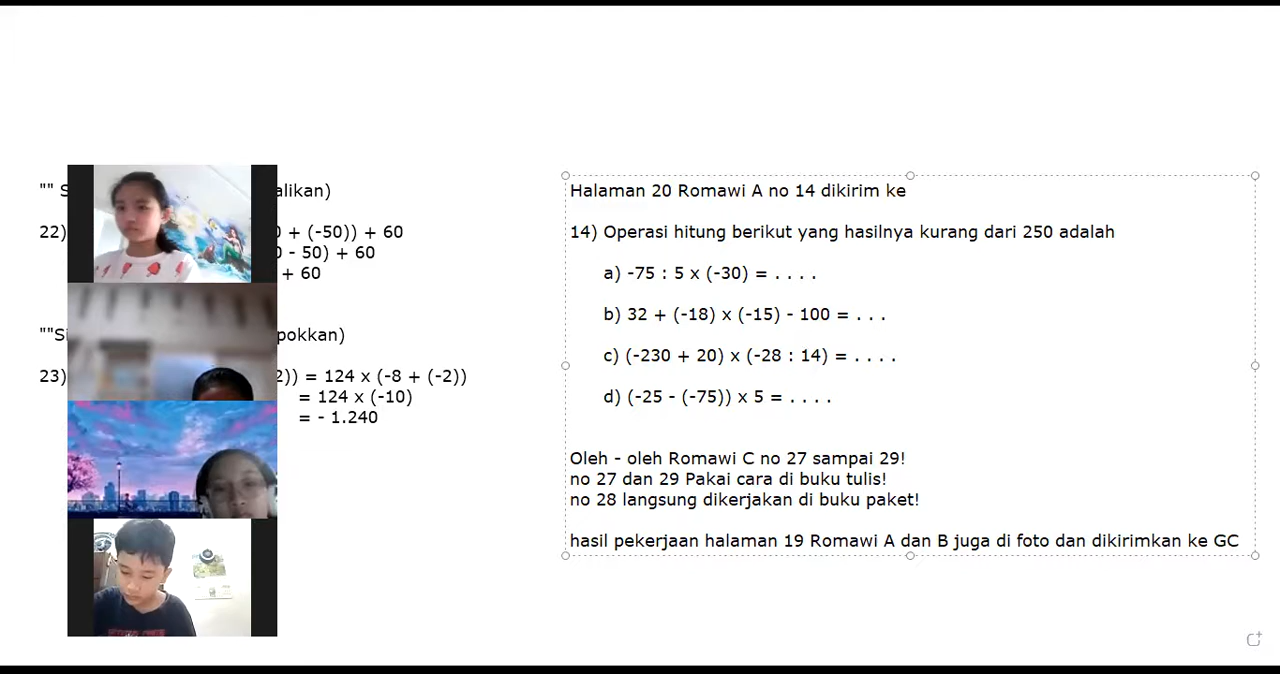 "" S alikan)
22) + (-50)) + 60
- 50) + 60
+ 60
""Si pokkan)
23) 2)) = 124 x (-8 + (-2))
= 124 x (-10)
= - 1.240
Halaman 20 Romawi A no 14 dikirim ke
14) Operasi hitung berikut yang hasilnya kurang dari 250 adalah
a) -75 : 5 x (-30) = . . . .
b) 32 + (-18) x (-15) - 100 = . . .
c) (-230 + 20) x (-28 : 14) = . . . .
d) (-25 - (-75)) x 5 = . . . .
Oleh - oleh Romawi C no 27 sampai 29!
no 27 dan 29 Pakai cara di buku tulis!
no 28 langsung dikerjakan di buku paket!
hasil pekerjaan halaman 19 Romawi A dan B juga di foto dan dikirimkan ke GC